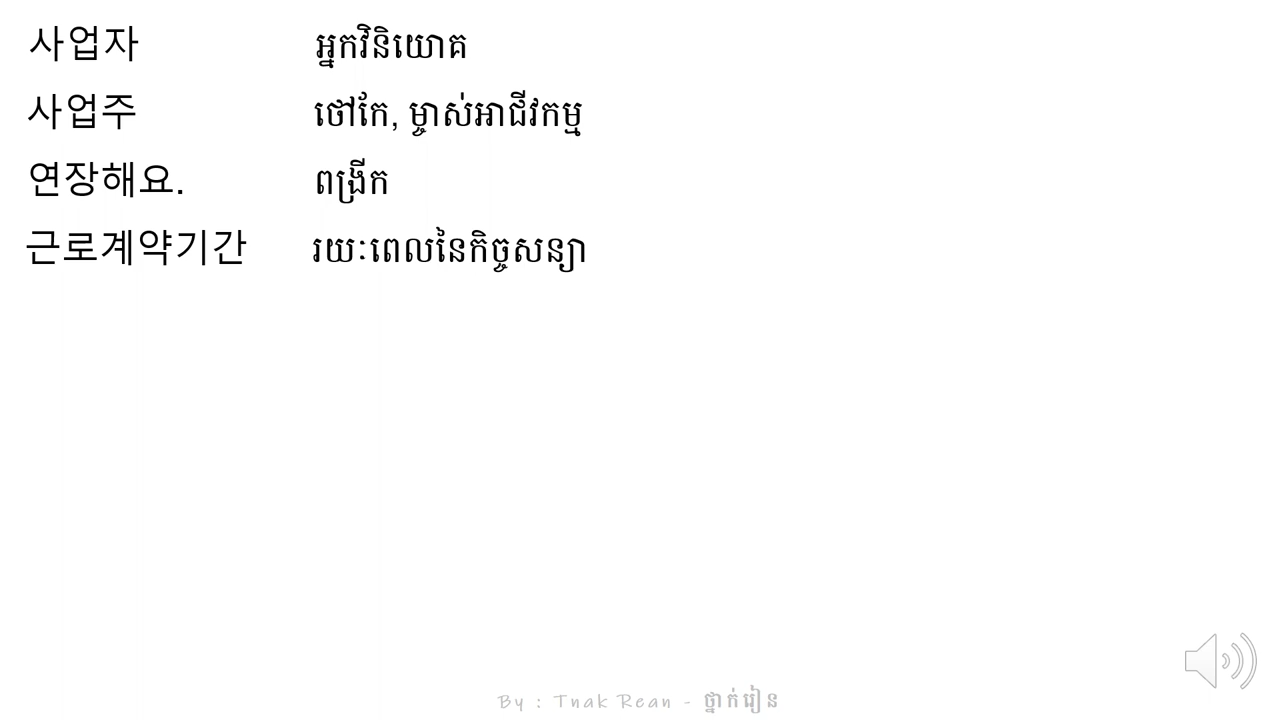 사업자 អ្នកវិនិយោគ
사업주 ថៅកែ, ម្ចាស់អាជីវកម្ម
연장해요. ពង្រីក
근로계약기간 រយៈពេលនៃកិច្ចសន្យា
By : Tnak Rean - ថ្នាក់រៀន